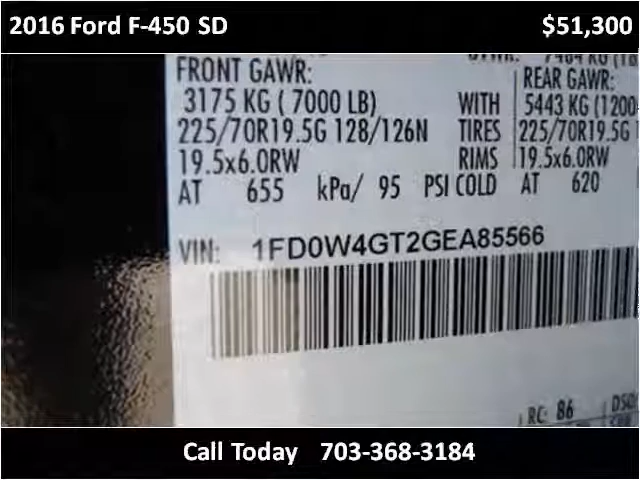 2016 Ford F-450 SD $51,300
FRONT GAWR: REAR GAWR:
3175 KG ( 7000 LB) WITH 5443 KG (1200
225/70R19.5G 128/126N TIRES 225/70R19.5G
19.5x6.0RW RIMS 19.5x6.0RW
AT 655 kPa/ 95 PSI COLD AT 620
VIN: 1FD0W4GT2GEA85566
RC: 86 DSO
Call Today 703-368-3184